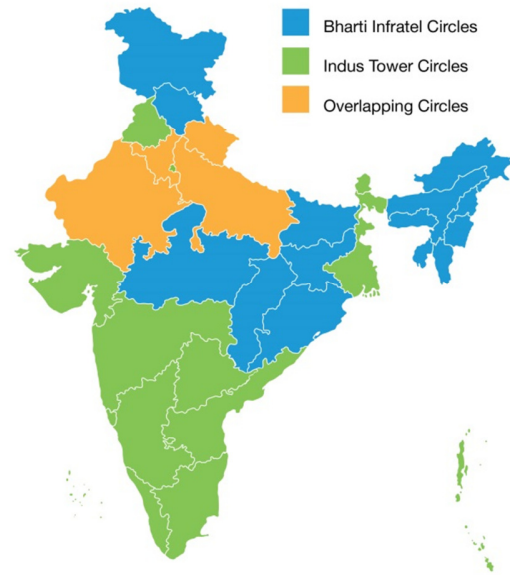 Bharti Infratel Circles
Indus Tower Circles
Overlapping Circles